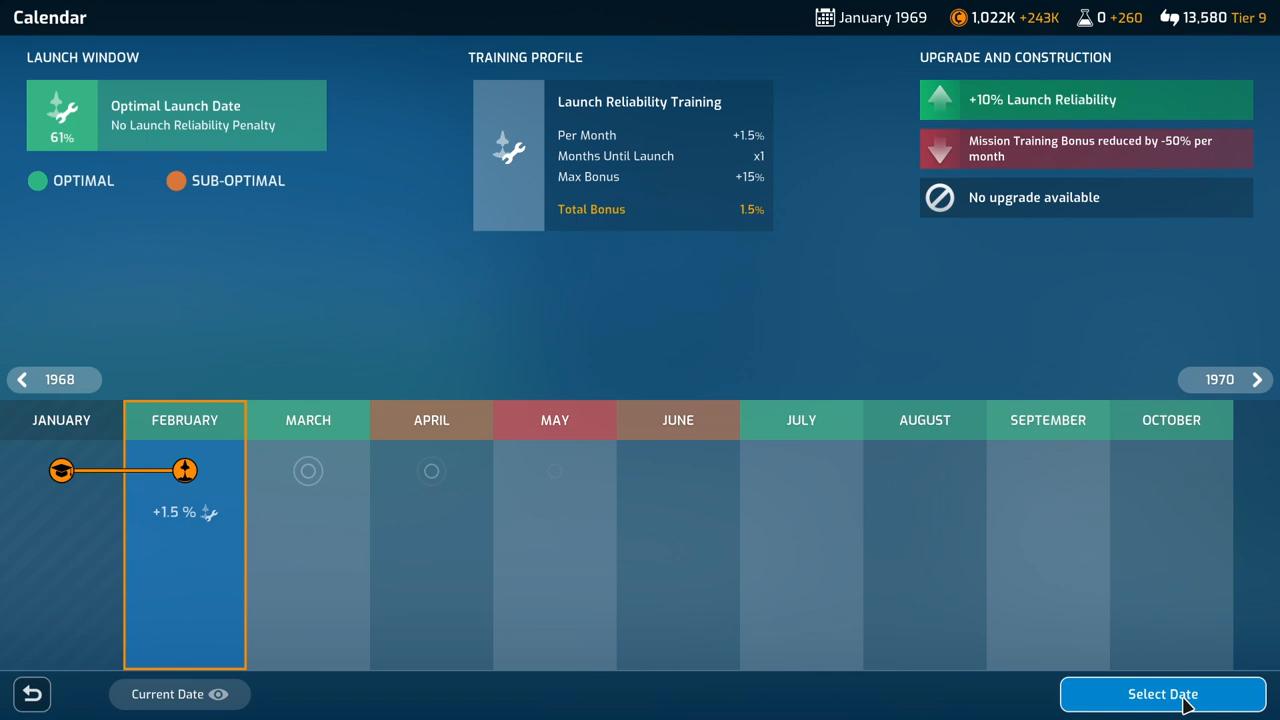 Calendar
January 1969
1,022K +243K
0 +260
13,580 Tier 9
LAUNCH WINDOW
61%
Optimal Launch Date
No Launch Reliability Penalty
OPTIMAL
SUB-OPTIMAL
TRAINING PROFILE
Launch Reliability Training
Per Month +1.5%
Months Until Launch x1
Max Bonus +15%
Total Bonus 1.5%
UPGRADE AND CONSTRUCTION
+10% Launch Reliability
Mission Training Bonus reduced by -50% per
month
No upgrade available
1968
1970
JANUARY
FEBRUARY
MARCH
APRIL
MAY
JUNE
JULY
AUGUST
SEPTEMBER
OCTOBER
+1.5 %
Current Date
Select Date